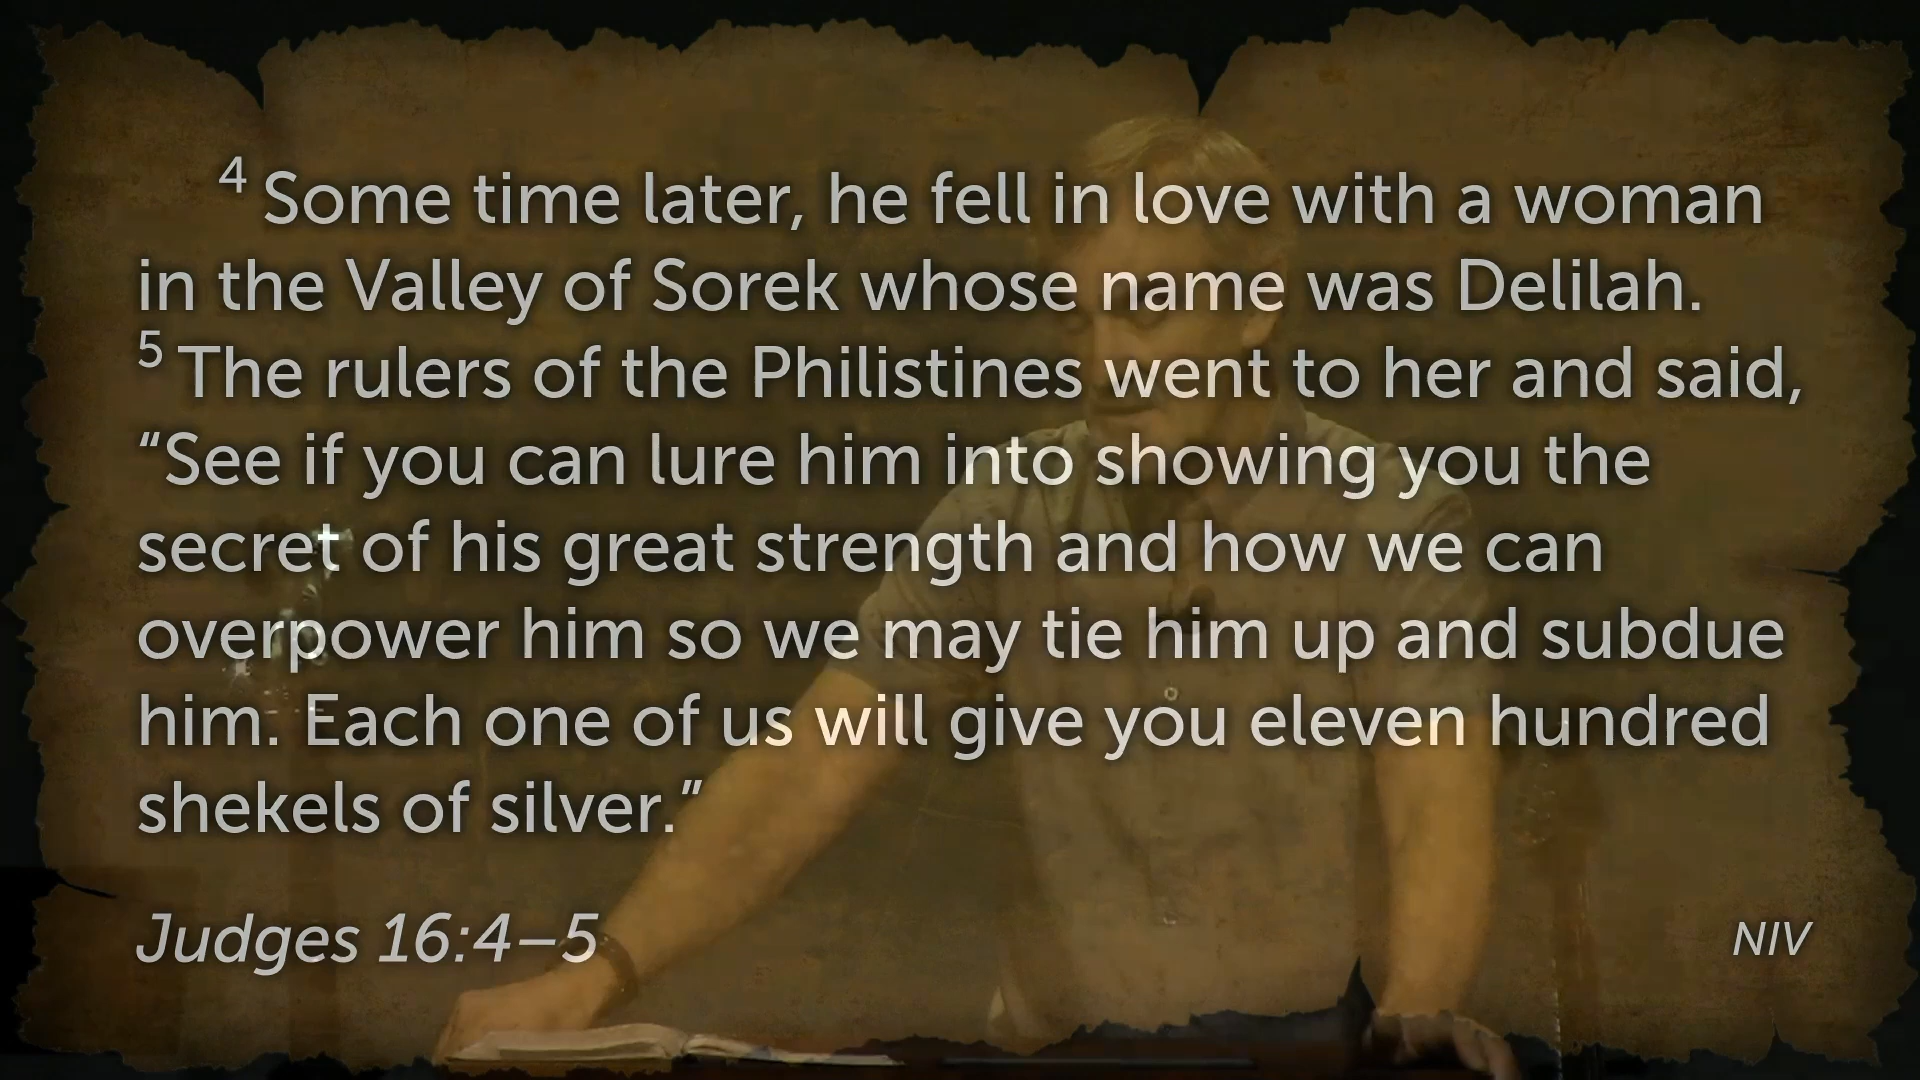 4 Some time later, he fell in love with a woman
in the Valley of Sorek whose name was Delilah.
5 The rulers of the Philistines went to her and said,
“See if you can lure him into showing you the
secret of his great strength and how we can
overpower him so we may tie him up and subdue
him. Each one of us will give you eleven hundred
shekels of silver.”
Judges 16:4–5
NIV